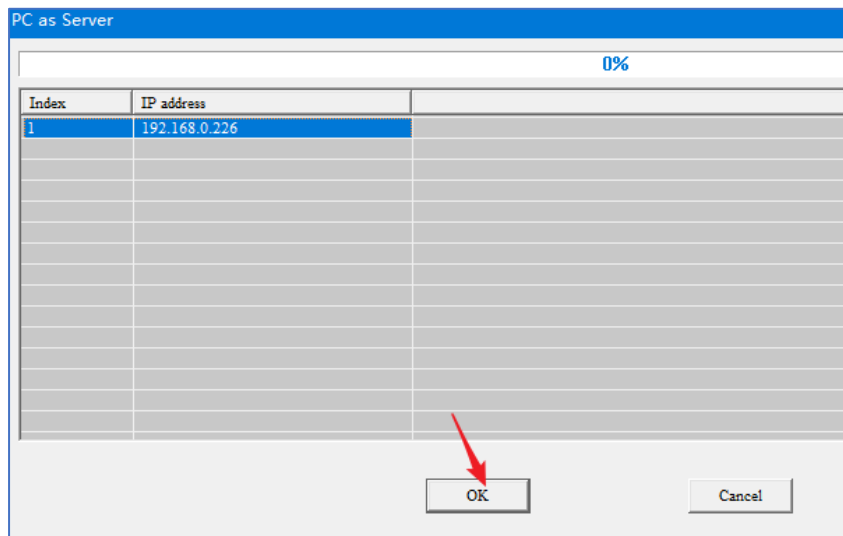 PC as Server
0%
Index IP address
1 192.168.0.226
OK Cancel